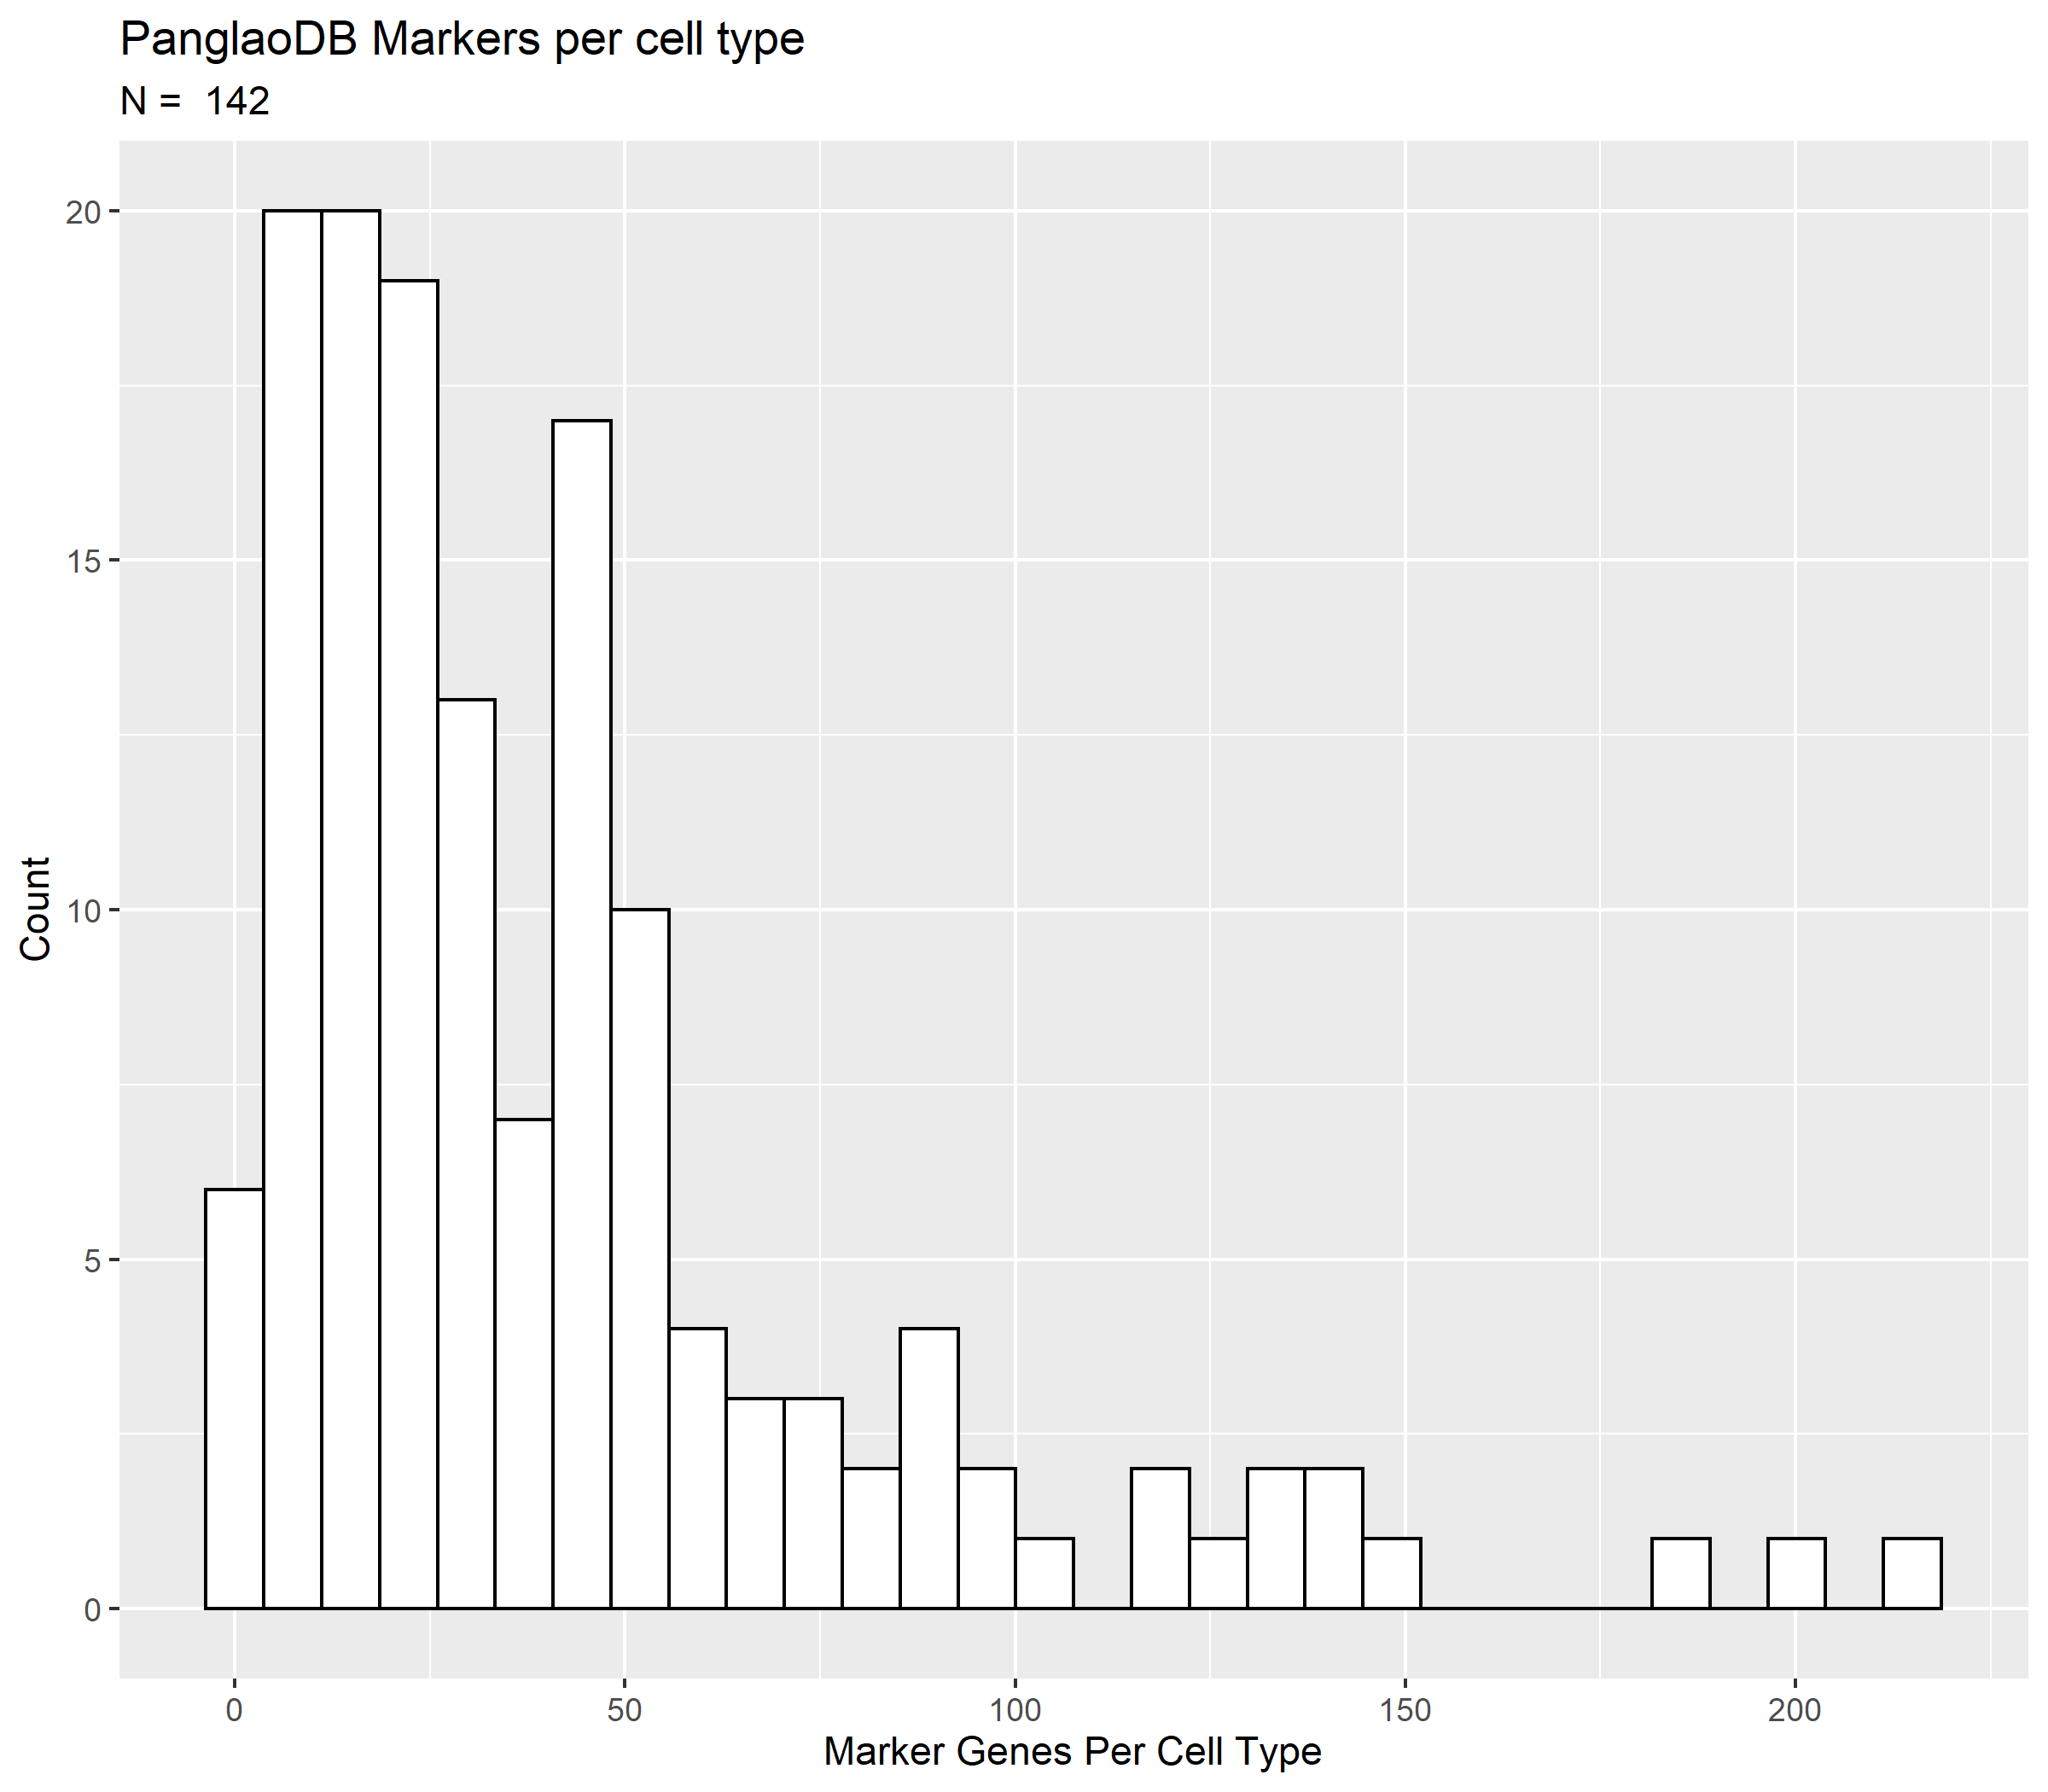 PanglaoDB Markers per cell type
N =  142
Count
20
15
10
5
0
0 50 100 150 200
Marker Genes Per Cell Type